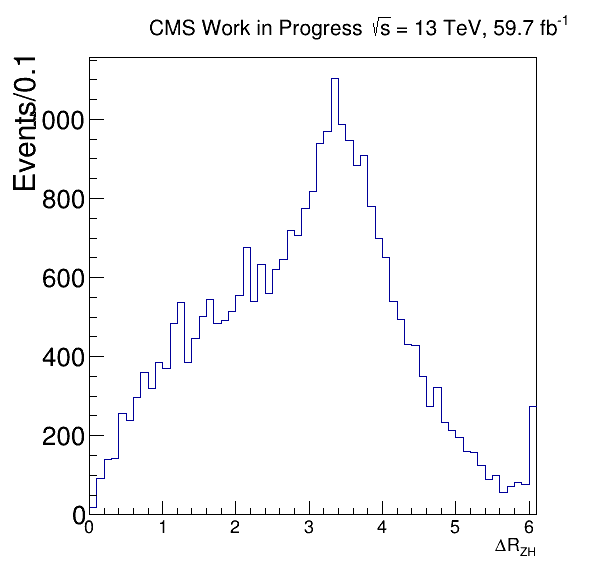 CMS Work in Progress √s = 13 TeV, 59.7 fb⁻¹
Events/0.1
1000
800
600
400
200
0
0 1 2 3 4 5 6
ΔR_ZH